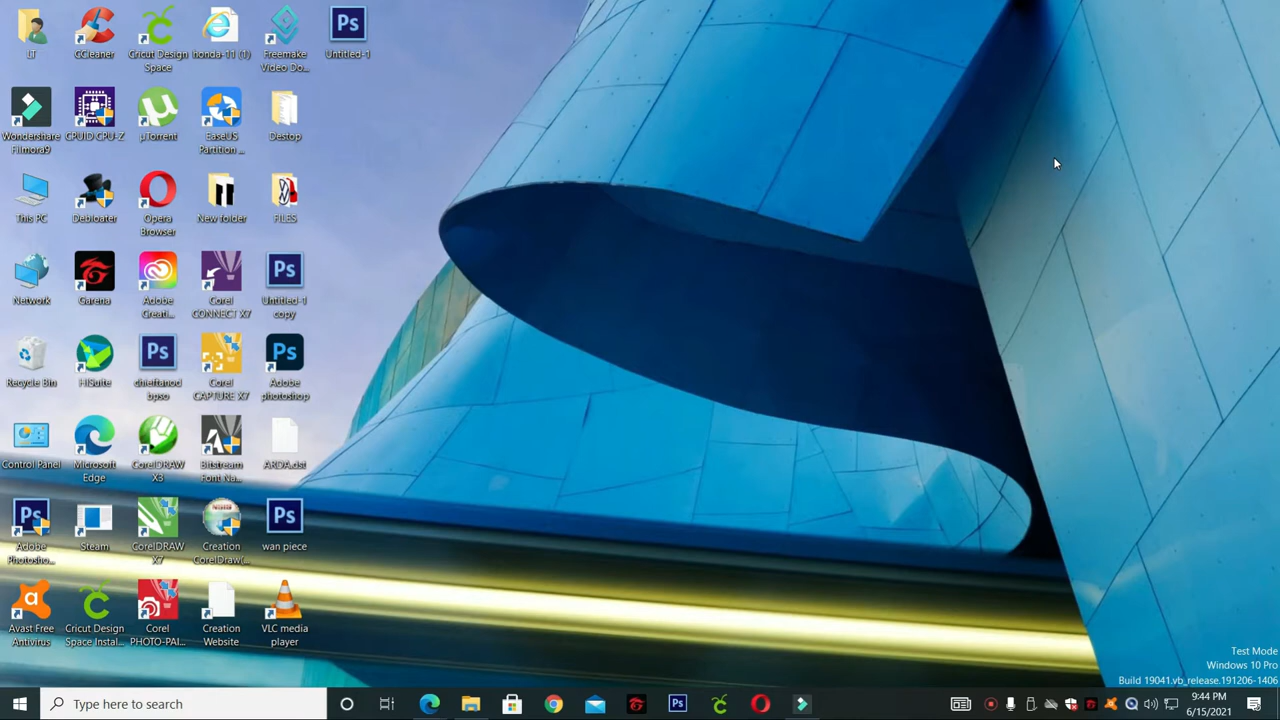 LT
CCleaner
Cricut Design
Space
honda-11 (1)
Freemake
Video Do...
Ps
Untitled-1
Wondershare
Filmora9
CPUID CPU-Z
µTorrent
EaseUS
Partition ...
Destop
This PC
Debloater
Opera
Browser
New folder
FILES
Network
Garena
Adobe
Creati...
Corel
CONNECT X7
Ps
Untitled-1
copy
Recycle Bin
HiSuite
Ps
chieftanod
bpso
Corel
CAPTURE X7
Ps
Adobe
photoshop
Control Panel
Microsoft
Edge
CorelDRAW
X3
Bitstream
Font Na...
ARDA.dst
Ps
Adobe
Photosho...
Steam
CorelDRAW
X7
Creation
CorelDraw(...
Ps
wan piece
Avast Free
Antivirus
Cricut Design
Space Instal...
Corel
PHOTO-PAI...
Creation
Website
VLC media
player
Test Mode
Windows 10 Pro
Build 19041.vb_release.191206-1406
Type here to search
Ps
9:44 PM
6/15/2021